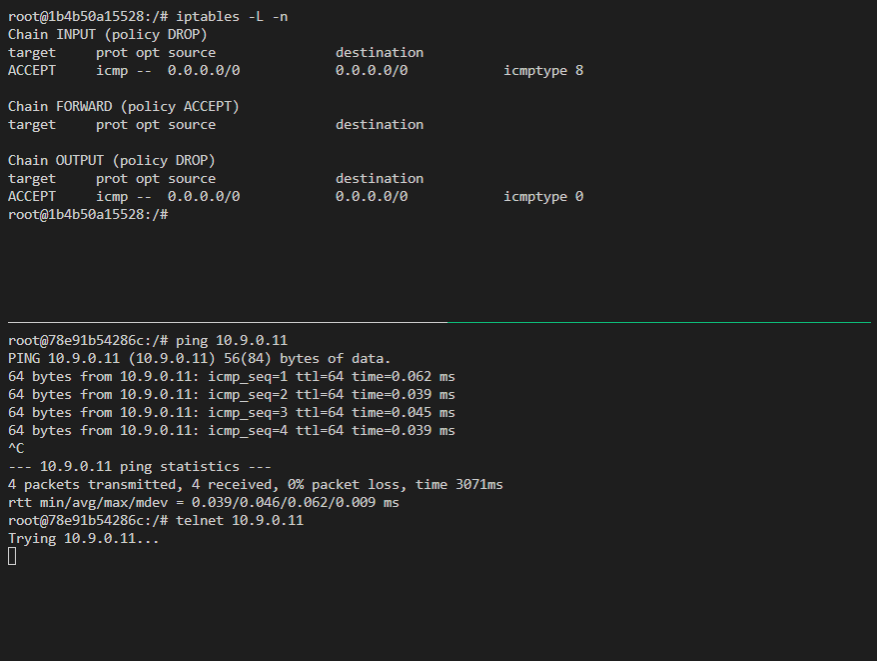 root@1b4b50a15528:/# iptables -L -n
Chain INPUT (policy DROP)
target     prot opt source               destination
ACCEPT     icmp --  0.0.0.0/0            0.0.0.0/0            icmptype 8

Chain FORWARD (policy ACCEPT)
target     prot opt source               destination

Chain OUTPUT (policy DROP)
target     prot opt source               destination
ACCEPT     icmp --  0.0.0.0/0            0.0.0.0/0            icmptype 0
root@1b4b50a15528:/#
root@78e91b54286c:/# ping 10.9.0.11
PING 10.9.0.11 (10.9.0.11) 56(84) bytes of data.
64 bytes from 10.9.0.11: icmp_seq=1 ttl=64 time=0.062 ms
64 bytes from 10.9.0.11: icmp_seq=2 ttl=64 time=0.039 ms
64 bytes from 10.9.0.11: icmp_seq=3 ttl=64 time=0.045 ms
64 bytes from 10.9.0.11: icmp_seq=4 ttl=64 time=0.039 ms
^C
--- 10.9.0.11 ping statistics ---
4 packets transmitted, 4 received, 0% packet loss, time 3071ms
rtt min/avg/max/mdev = 0.039/0.046/0.062/0.009 ms
root@78e91b54286c:/# telnet 10.9.0.11
Trying 10.9.0.11...